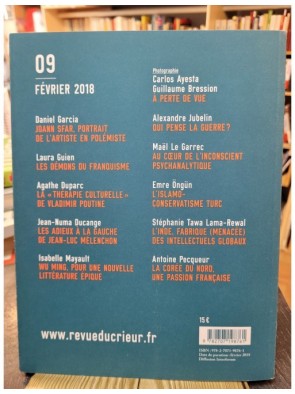 09
FÉVRIER 2018
Daniel Garcia
JOANN SFAR, PORTRAIT
DE L'ARTISTE EN POLÉMISTE
Laura Guien
LES DÉMONS DU FRANQUISME
Agathe Duparc
LA « THÉRAPIE CULTURELLE »
DE VLADIMIR POUTINE
Jean-Numa Ducange
LES ADIEUX À LA GAUCHE
DE JEAN-LUC MÉLENCHON
Isabelle Mayault
WU MING, POUR UNE NOUVELLE
LITTÉRATURE ÉPIQUE
Photographie
Carlos Ayesta
Guillaume Bression
À PERTE DE VUE
Alexandre Jubelin
QUI PENSE LA GUERRE ?
Maël Le Garrec
AU CŒUR DE L'INCONSCIENT
PSYCHANALYTIQUE
Emre Öngün
L'ISLAMO-
CONSERVATISME TURC
Stéphanie Tawa Lama-Rewal
L'INDE, FABRIQUE (MENACÉE)
DES INTELLECTUELS GLOBAUX
Antoine Pecqueur
LA CORÉE DU NORD,
UNE PASSION FRANÇAISE
15 €
www.revueducrieur.fr